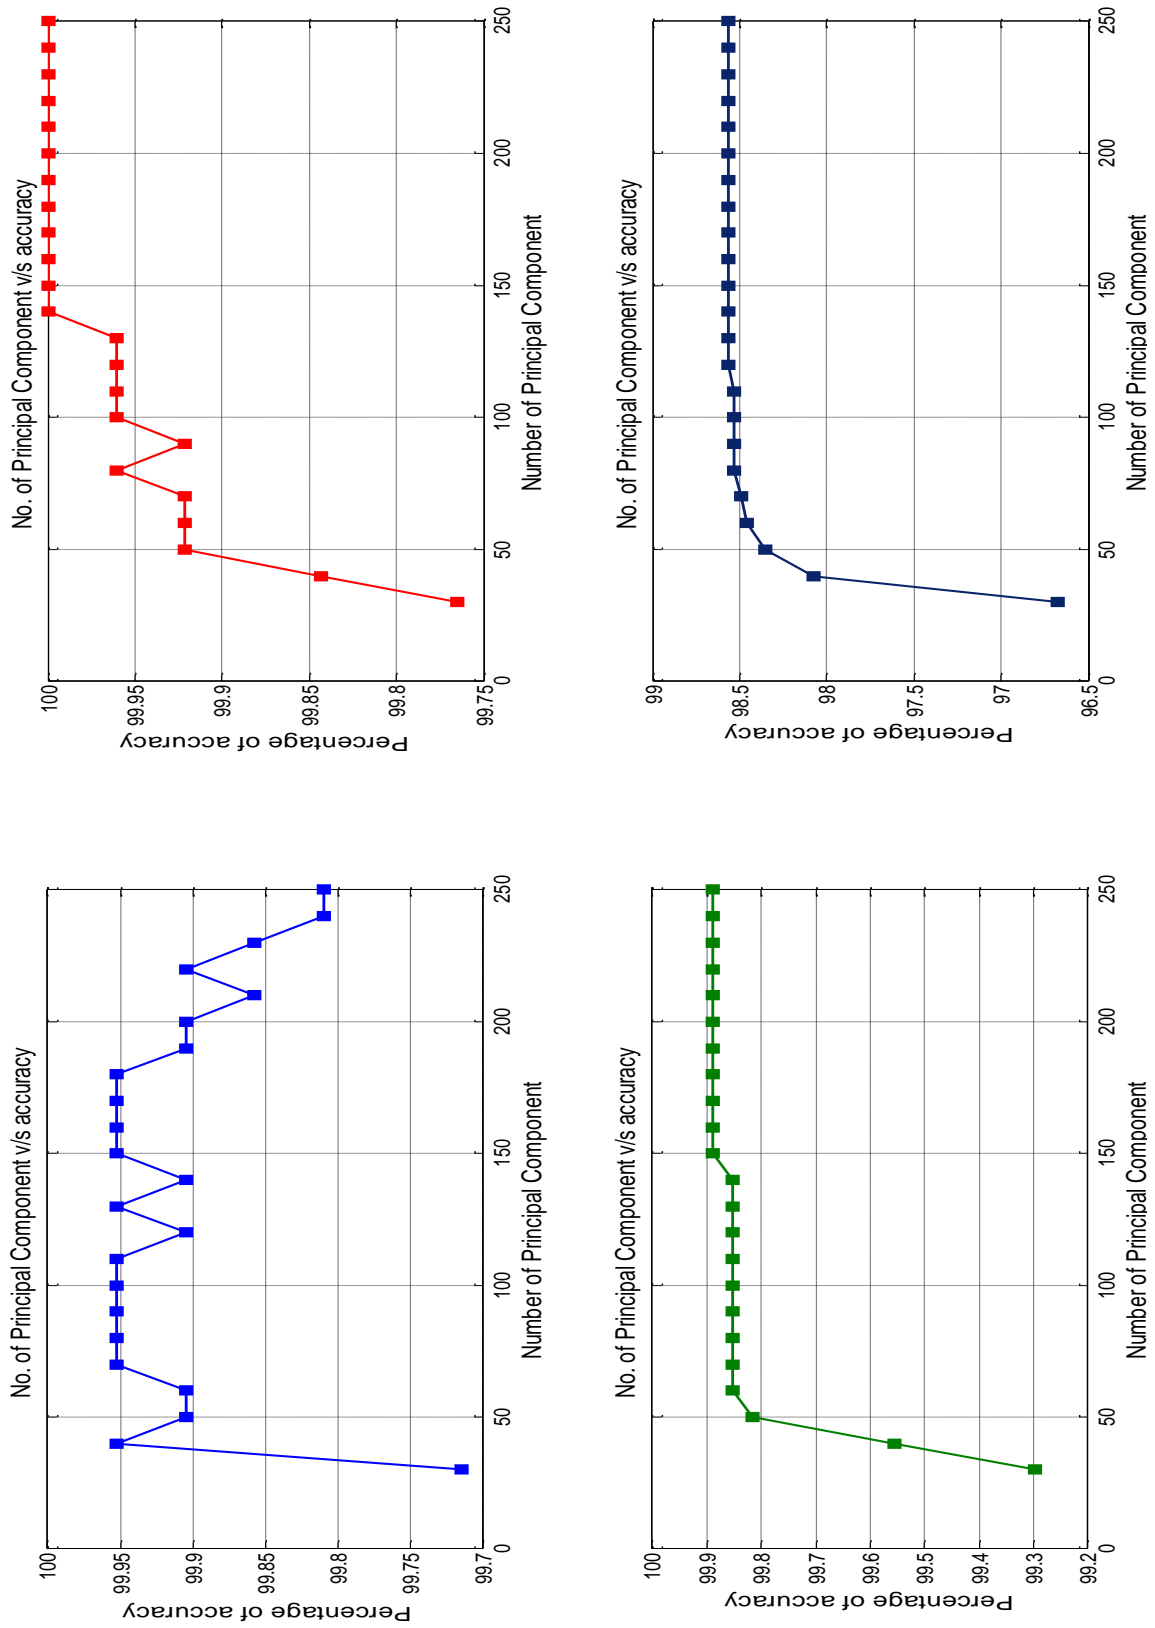 No. of Principal Component v/s accuracy
100
99.95
99.9
99.85
99.8
99.75
99.7
Percentage of accuracy
0 50 100 150 200 250
Number of Principal Component
No. of Principal Component v/s accuracy
100
99.95
99.9
99.85
99.8
99.75
Percentage of accuracy
0 50 100 150 200 250
Number of Principal Component
No. of Principal Component v/s accuracy
100
99.9
99.8
99.7
99.6
99.5
99.4
99.3
99.2
Percentage of accuracy
0 50 100 150 200 250
Number of Principal Component
No. of Principal Component v/s accuracy
99
98.5
98
97.5
97
96.5
Percentage of accuracy
0 50 100 150 200 250
Number of Principal Component